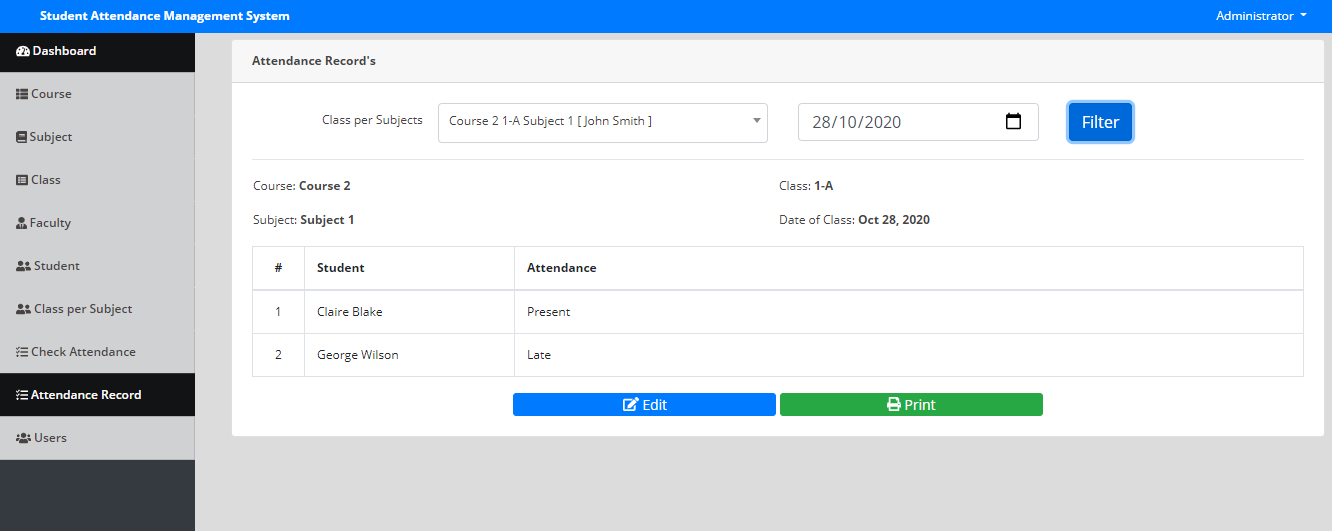 Student Attendance Management System Administrator
Dashboard
Course
Subject
Class
Faculty
Student
Class per Subject
Check Attendance
Attendance Record
Users
Attendance Record's
Class per Subjects Course 2 1-A Subject 1 [ John Smith ] 28/10/2020 Filter
Course: Course 2 Class: 1-A
Subject: Subject 1 Date of Class: Oct 28, 2020
# Student Attendance
1 Claire Blake Present
2 George Wilson Late
Edit Print